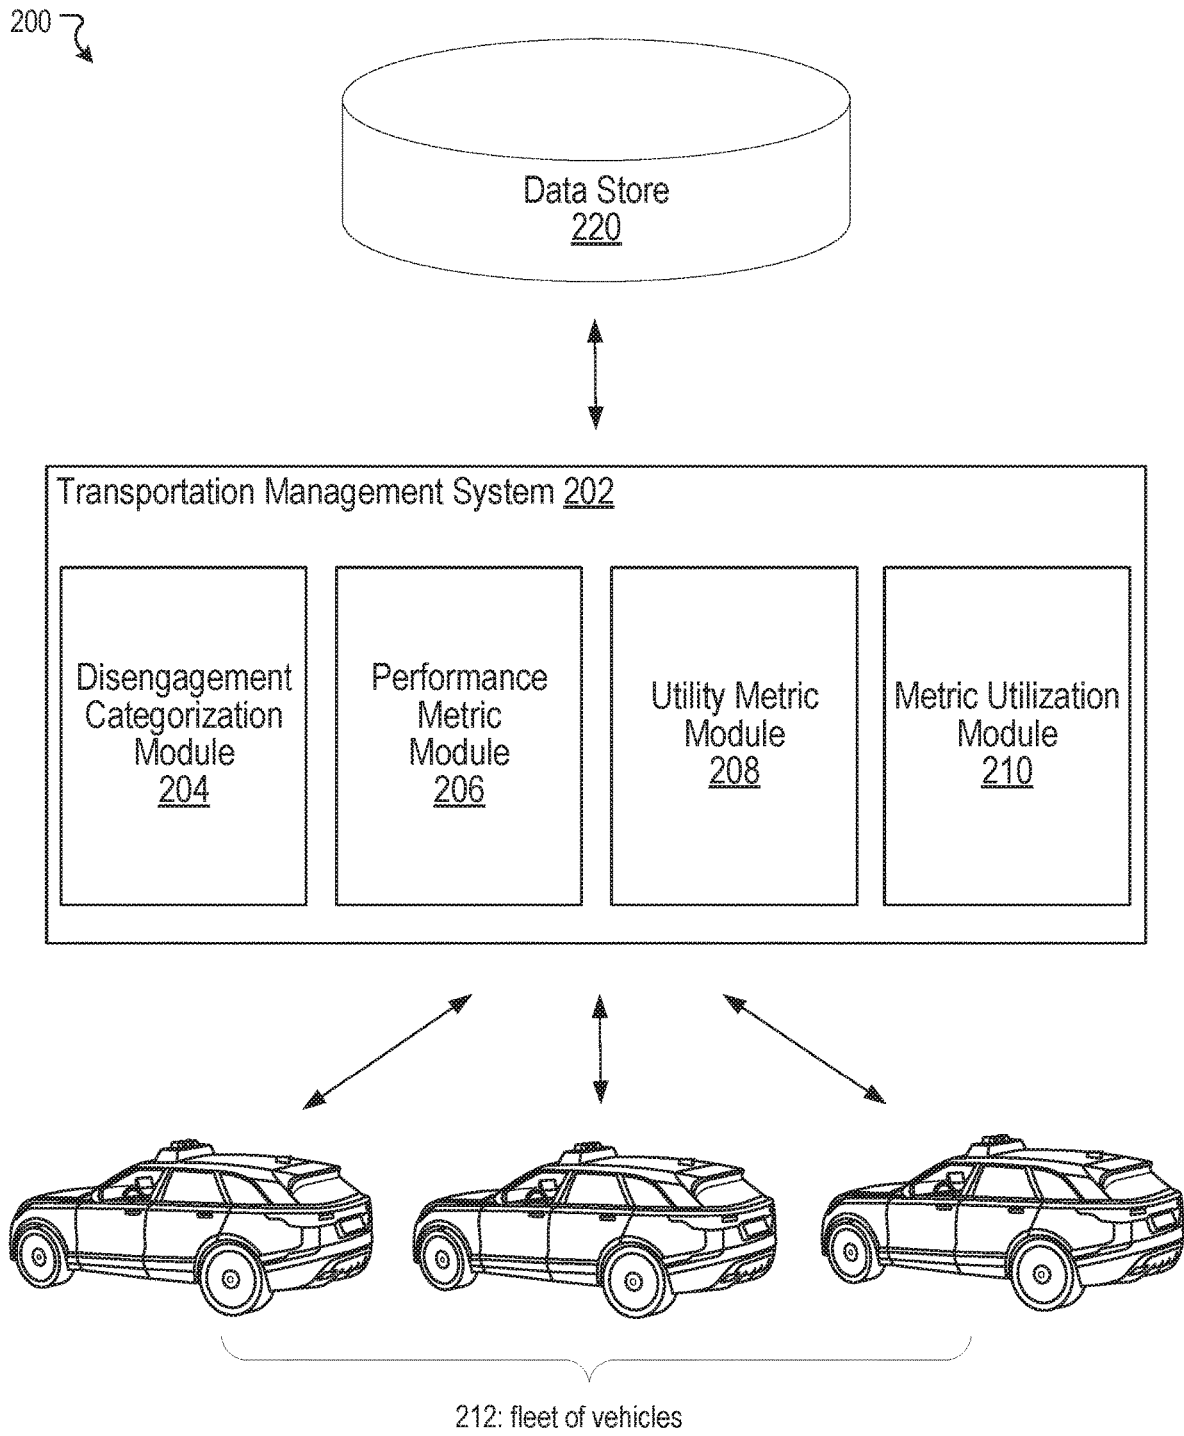 200
Data Store
220
Transportation Management System 202
Disengagement
Categorization
Module
204
Performance
Metric
Module
206
Utility Metric
Module
208
Metric Utilization
Module
210
212: fleet of vehicles